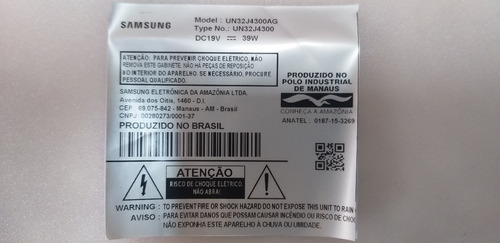 SAMSUNG
Model : UN32J4300AG
Type No.: UN32J4300
DC19V ⎓ 39W
ATENÇÃO: PARA PREVENIR CHOQUE ELÉTRICO, NÃO
REMOVA ESTE GABINETE. NÃO HÁ PEÇAS DE REPOSIÇÃO
NO INTERIOR DO APARELHO. SE NECESSÁRIO, PROCURE
PESSOAL QUALIFICADO.
PRODUZIDO NO
POLO INDUSTRIAL
DE MANAUS
CONHEÇA A AMAZÔNIA
SAMSUNG ELETRÔNICA DA AMAZÔNIA LTDA.
Avenida dos Oitis, 1460 - D.I.
CEP 69.075-842 - Manaus - AM - Brasil
CNPJ : 00280273/0001-37
PRODUZIDO NO BRASIL
ANATEL : 0187-15-3269
ATENÇÃO
RISCO DE CHOQUE ELÉTRICO,
NÃO ABRA!
WARNING : TO PREVENT FIRE OR SHOCK HAZARD DO NOT EXPOSE THIS UNIT TO RAIN
AVISO : PARA EVITAR DANOS QUE POSSAM CAUSAR INCÊNDIO OU RISCO DE
NÃO EXPONHA ESTE APARELHO À CHUVA OU UMIDADE.